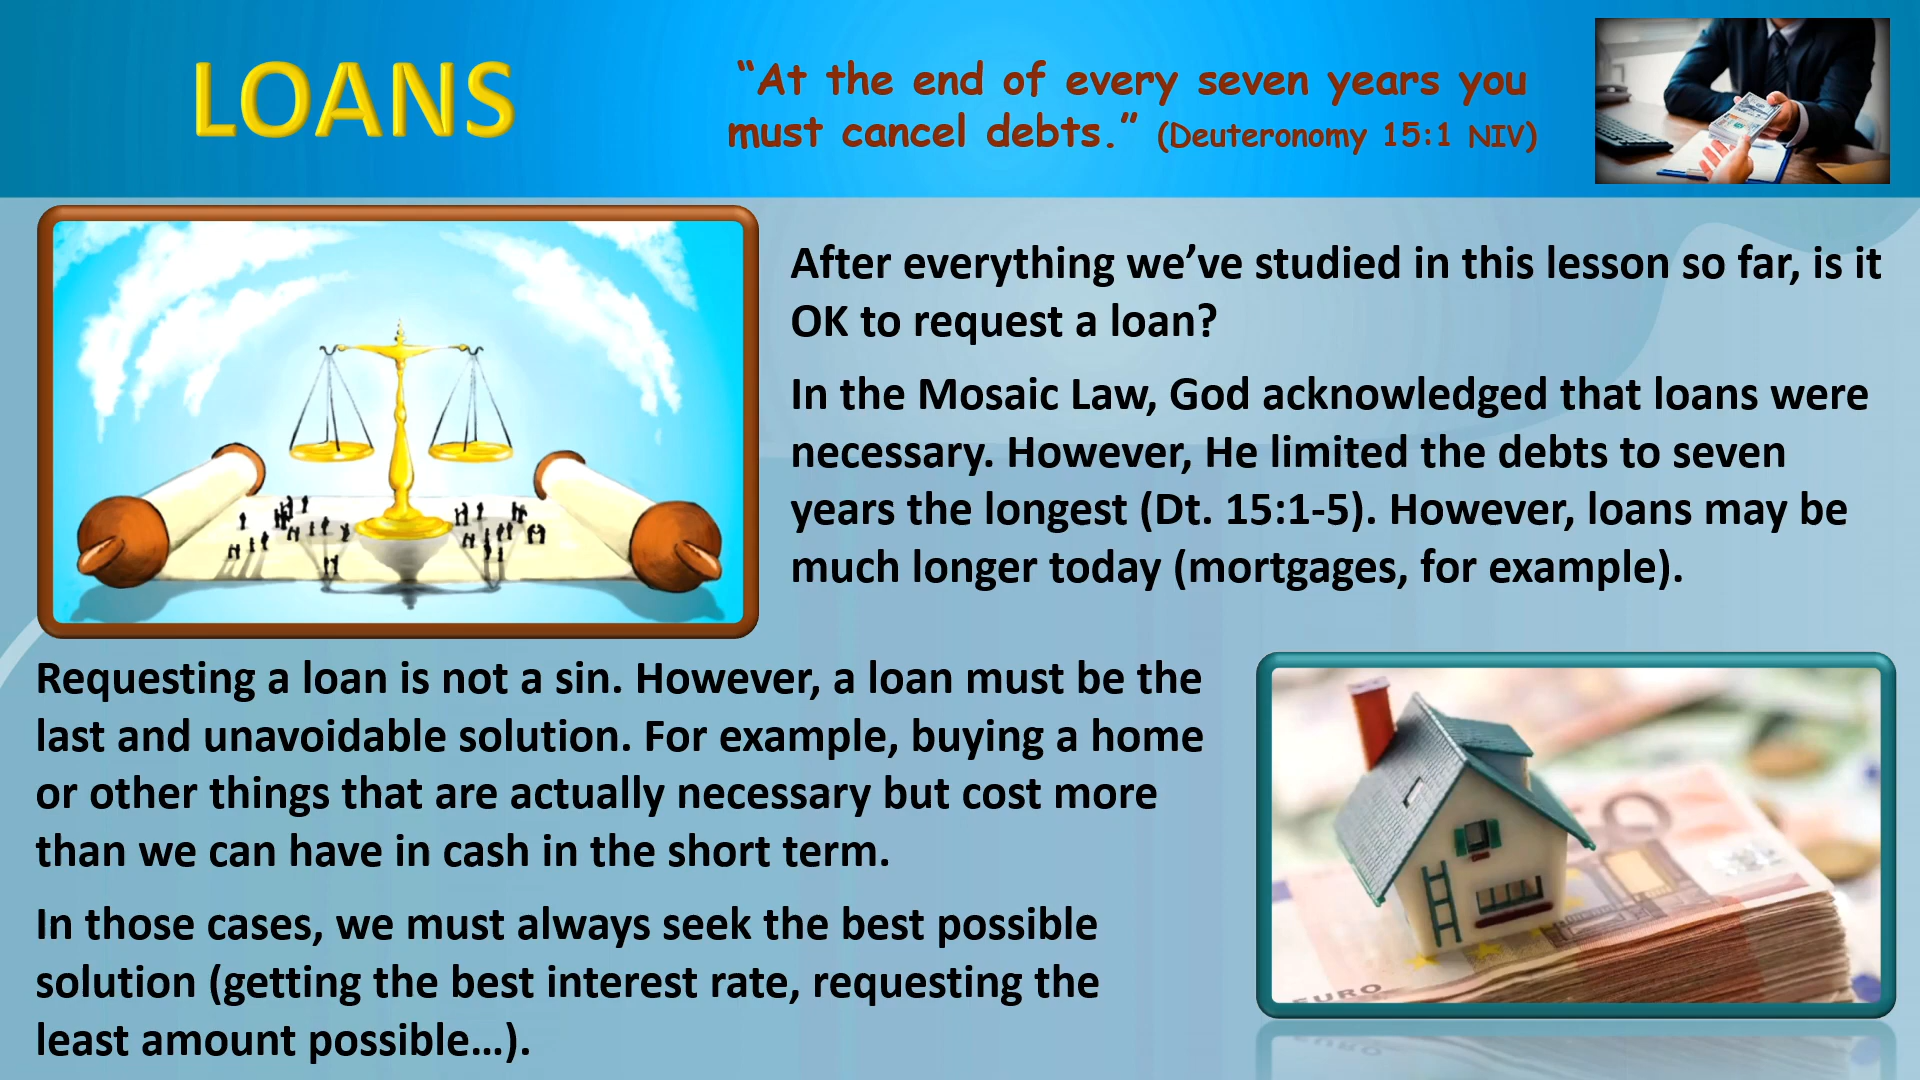 LOANS
“At the end of every seven years you
must cancel debts.” (Deuteronomy 15:1 NIV)
After everything we’ve studied in this lesson so far, is it
OK to request a loan?
In the Mosaic Law, God acknowledged that loans were
necessary. However, He limited the debts to seven
years the longest (Dt. 15:1-5). However, loans may be
much longer today (mortgages, for example).
Requesting a loan is not a sin. However, a loan must be the
last and unavoidable solution. For example, buying a home
or other things that are actually necessary but cost more
than we can have in cash in the short term.
In those cases, we must always seek the best possible
solution (getting the best interest rate, requesting the
least amount possible…).
EURO